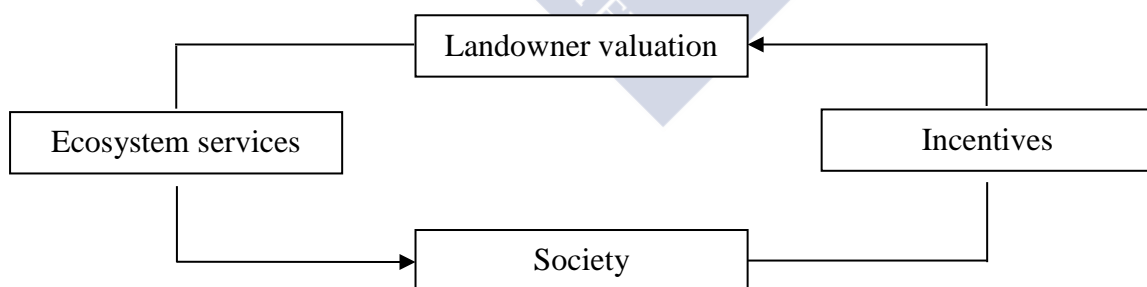 Landowner valuation
Ecosystem services
Incentives
Society